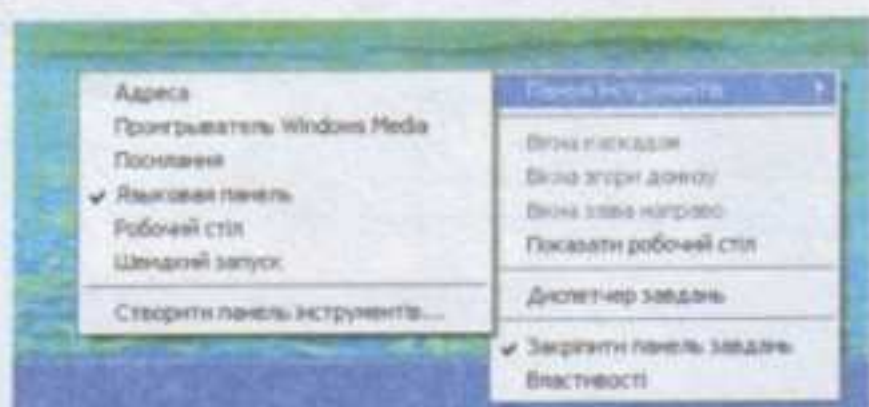 Адреса
Проигрыватель Windows Media
Посилання
Языковая панель
Робочий стіл
Швидкий запуск
Створити панель інструментів...
Панелі інструментів
Вікна каскадом
Вікна згори донизу
Вікна зліва направо
Показати робочий стіл
Диспетчер завдань
Закріпити панель завдань
Властивості